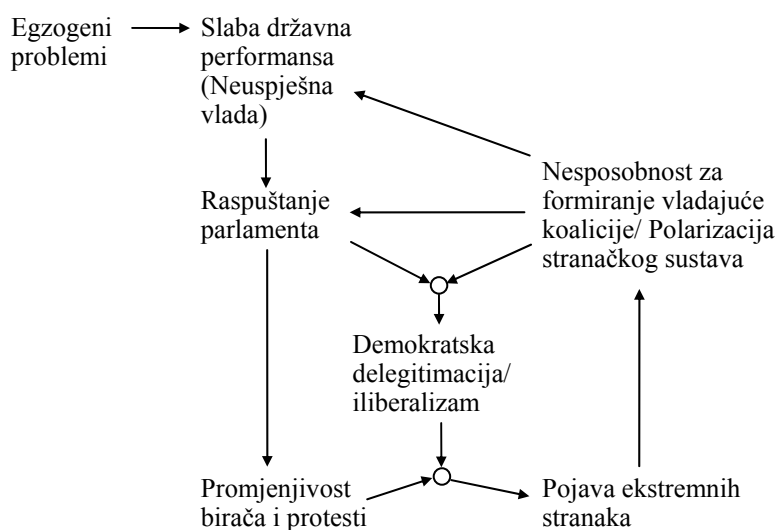 Egzogeni
problemi
Slaba državna
performansa
(Neuspješna
vlada)
Nesposobnost za
formiranje vladajuće
koalicije/ Polarizacija
stranačkog sustava
Raspuštanje
parlamenta
Demokratska
delegitimacija/
iliberalizam
Promjenjivost
birača i protesti
Pojava ekstremnih
stranaka